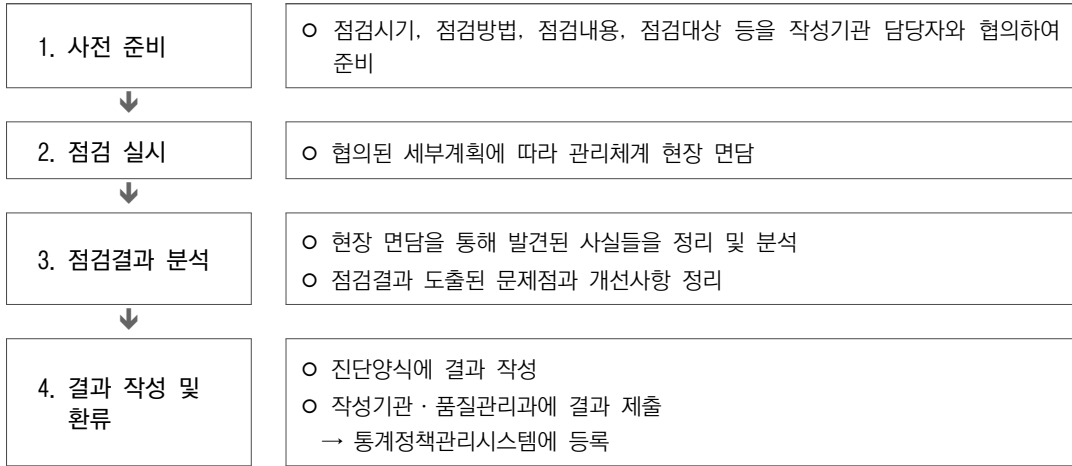 1. 사전 준비
○ 점검시기, 점검방법, 점검내용, 점검대상 등을 작성기관 담당자와 협의하여
준비
2. 점검 실시
○ 협의된 세부계획에 따라 관리체계 현장 면담
3. 점검결과 분석
○ 현장 면담을 통해 발견된 사실들을 정리 및 분석
○ 점검결과 도출된 문제점과 개선사항 정리
4. 결과 작성 및
환류
○ 진단양식에 결과 작성
○ 작성기관·품질관리과에 결과 제출
→ 통계정책관리시스템에 등록